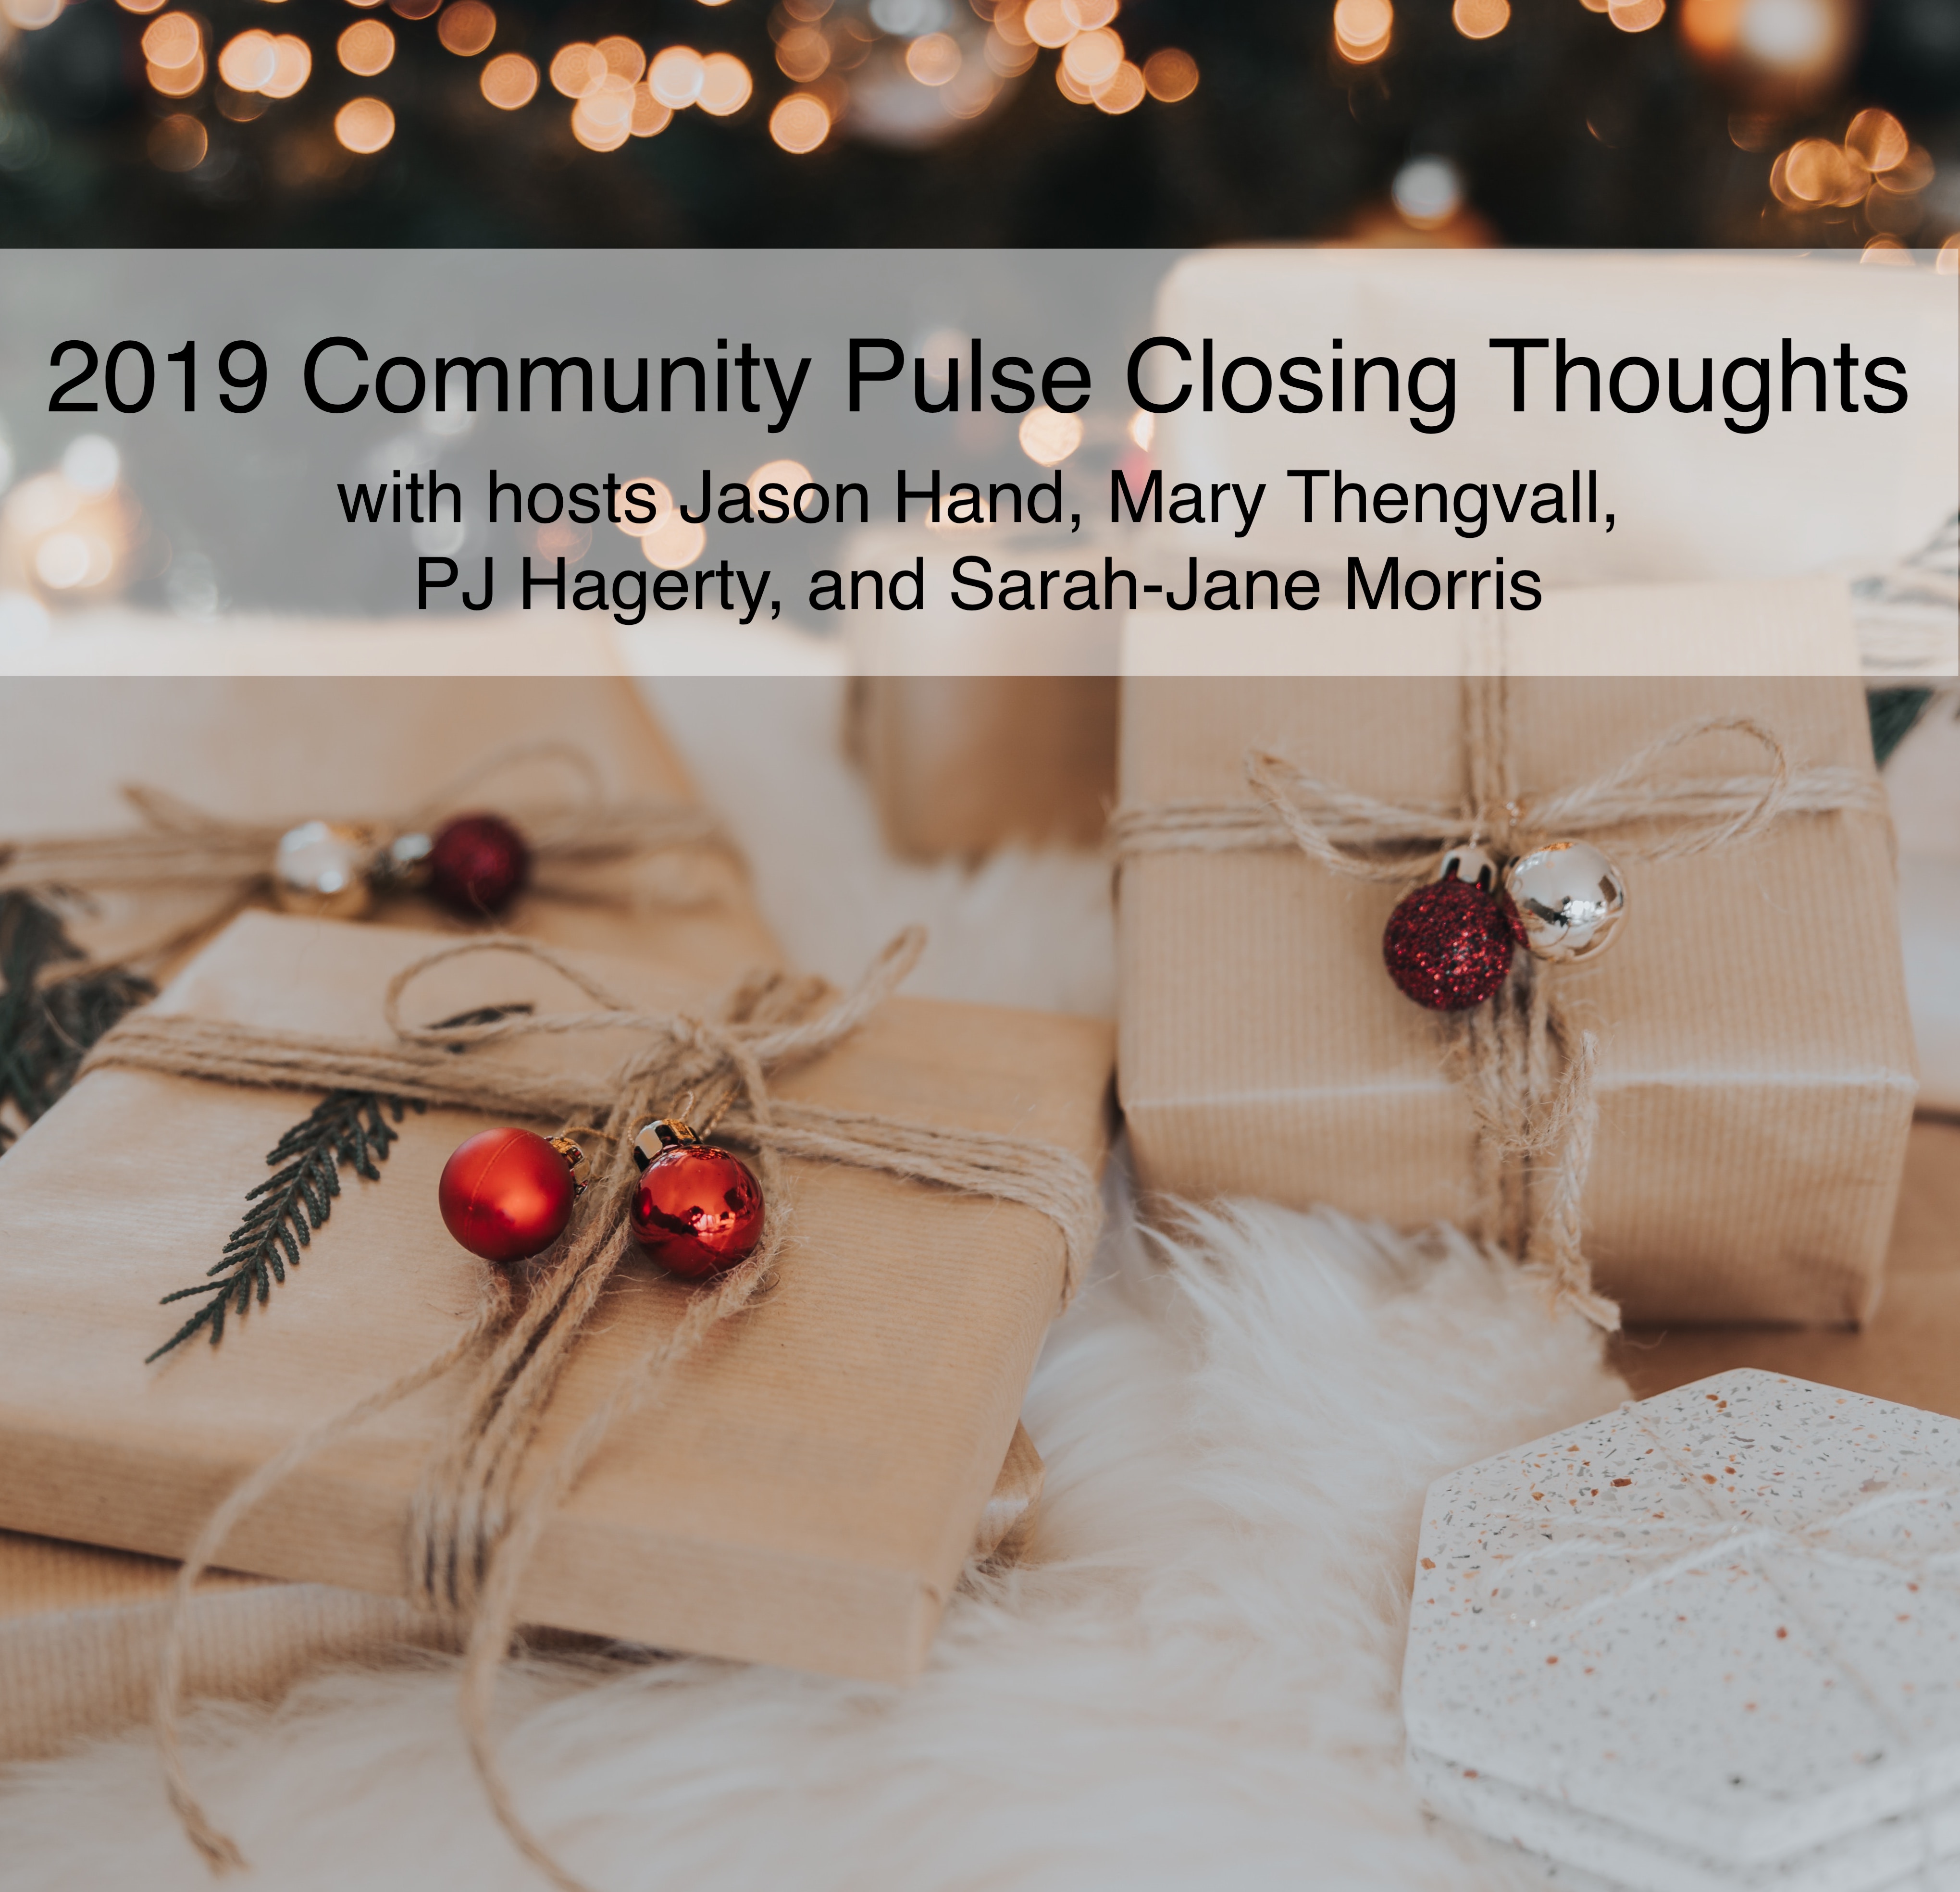 2019 Community Pulse Closing Thoughts
with hosts Jason Hand, Mary Thengvall,
PJ Hagerty, and Sarah-Jane Morris